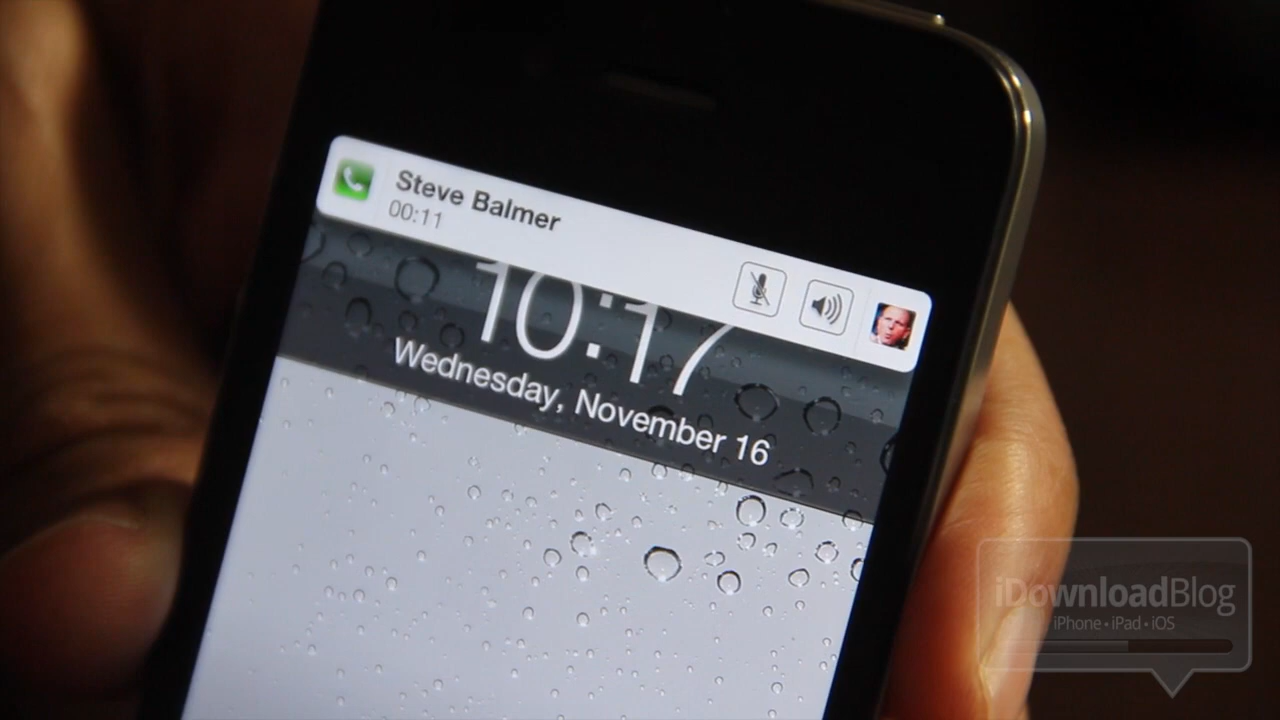 Steve Balmer
00:11
10:17
Wednesday, November 16
iDownloadBlog
iPhone • iPad • iOS